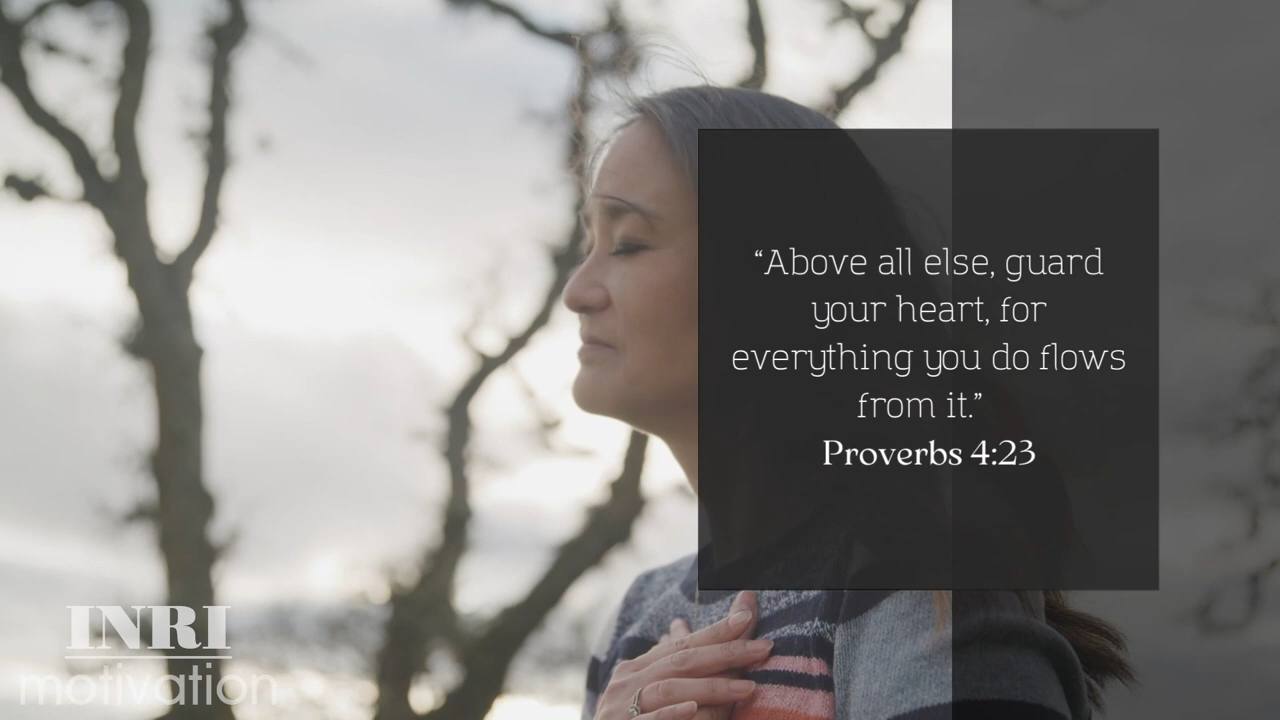 “Above all else, guard
your heart, for
everything you do flows
from it.”
Proverbs 4:23
INRI
motivation